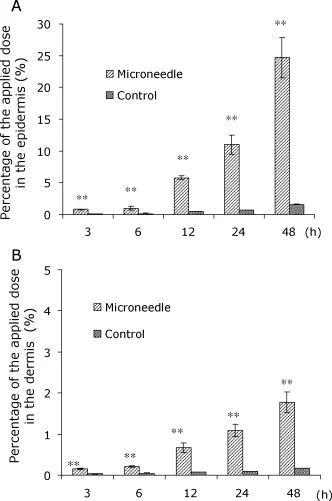 A
Percentage of the applied dose
in the epidermis (%)
30
25
20
15
10
5
0
Microneedle
Control
**
**
**
**
**
3 6 12 24 48 (h)
B
Percentage of the applied dose
in the dermis (%)
5
4
3
2
1
0
Microneedle
Control
**
**
**
**
**
3 6 12 24 48 (h)